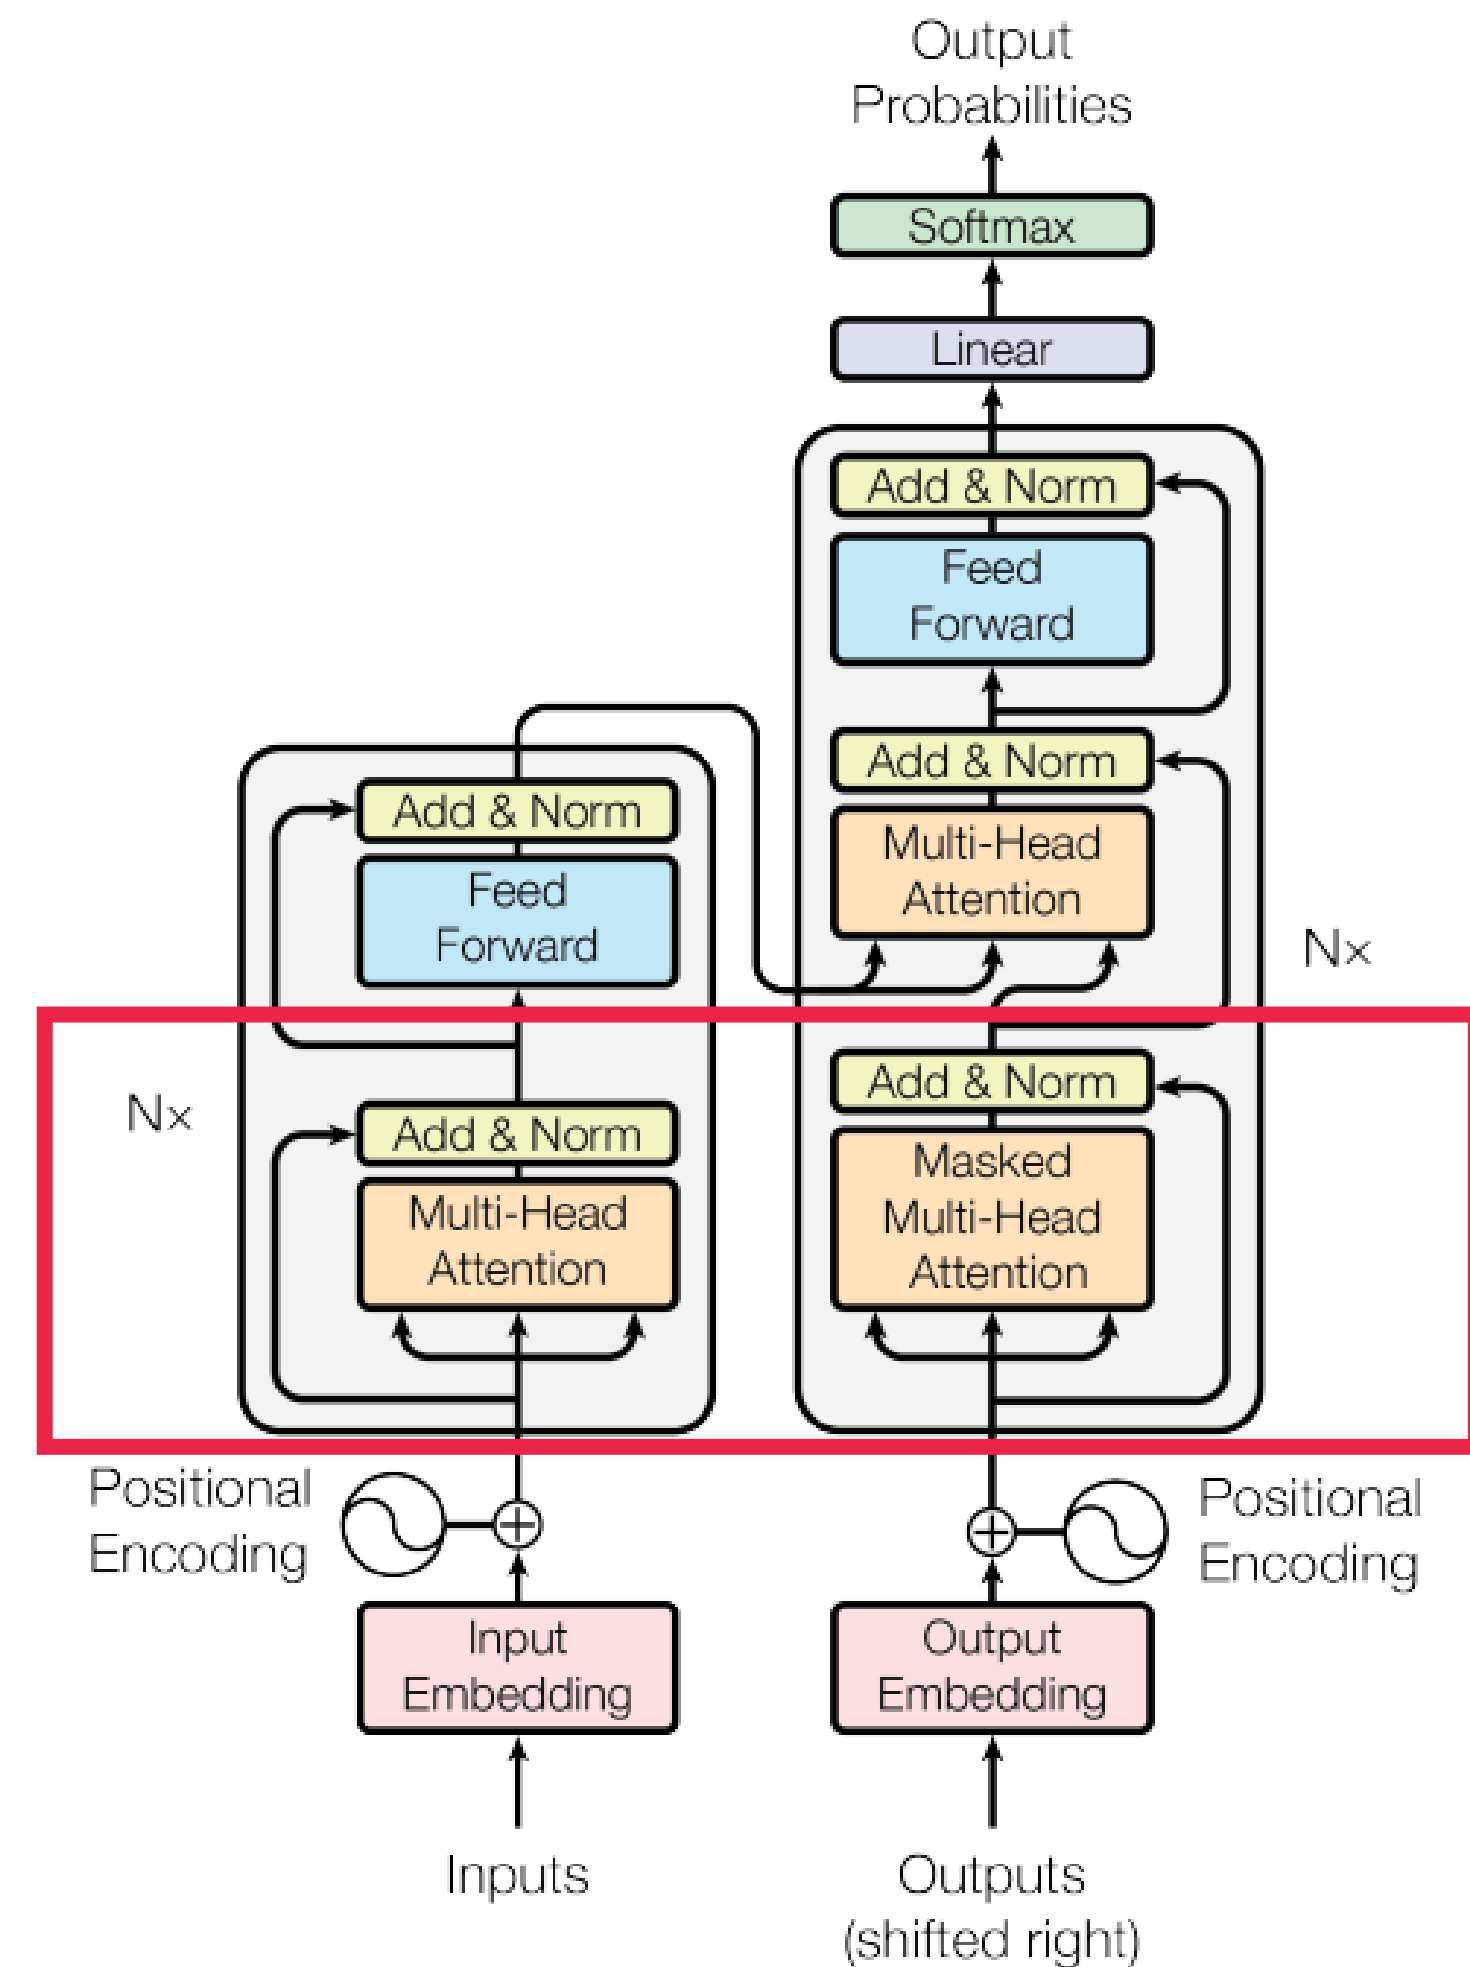 Output
Probabilities
Softmax
Linear
Add & Norm
Feed
Forward
Add & Norm
Multi-Head
Attention
Nx
Add & Norm
Masked
Multi-Head
Attention
Add & Norm
Feed
Forward
Nx
Add & Norm
Multi-Head
Attention
Positional
Encoding
Positional
Encoding
Input
Embedding
Output
Embedding
Inputs
Outputs
(shifted right)